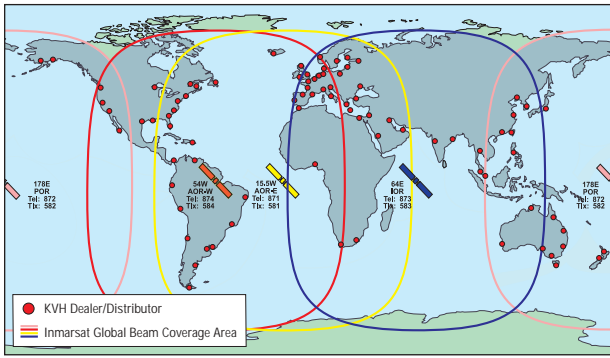 178E
POR
Tel: 872
Tlx: 582
54W
AOR-W
Tel: 874
Tlx: 584
15.5W
AOR-E
Tel: 871
Tlx: 581
64E
IOR
Tel: 873
Tlx: 583
178E
POR
Tel: 872
Tlx: 582
KVH Dealer/Distributor
Inmarsat Global Beam Coverage Area